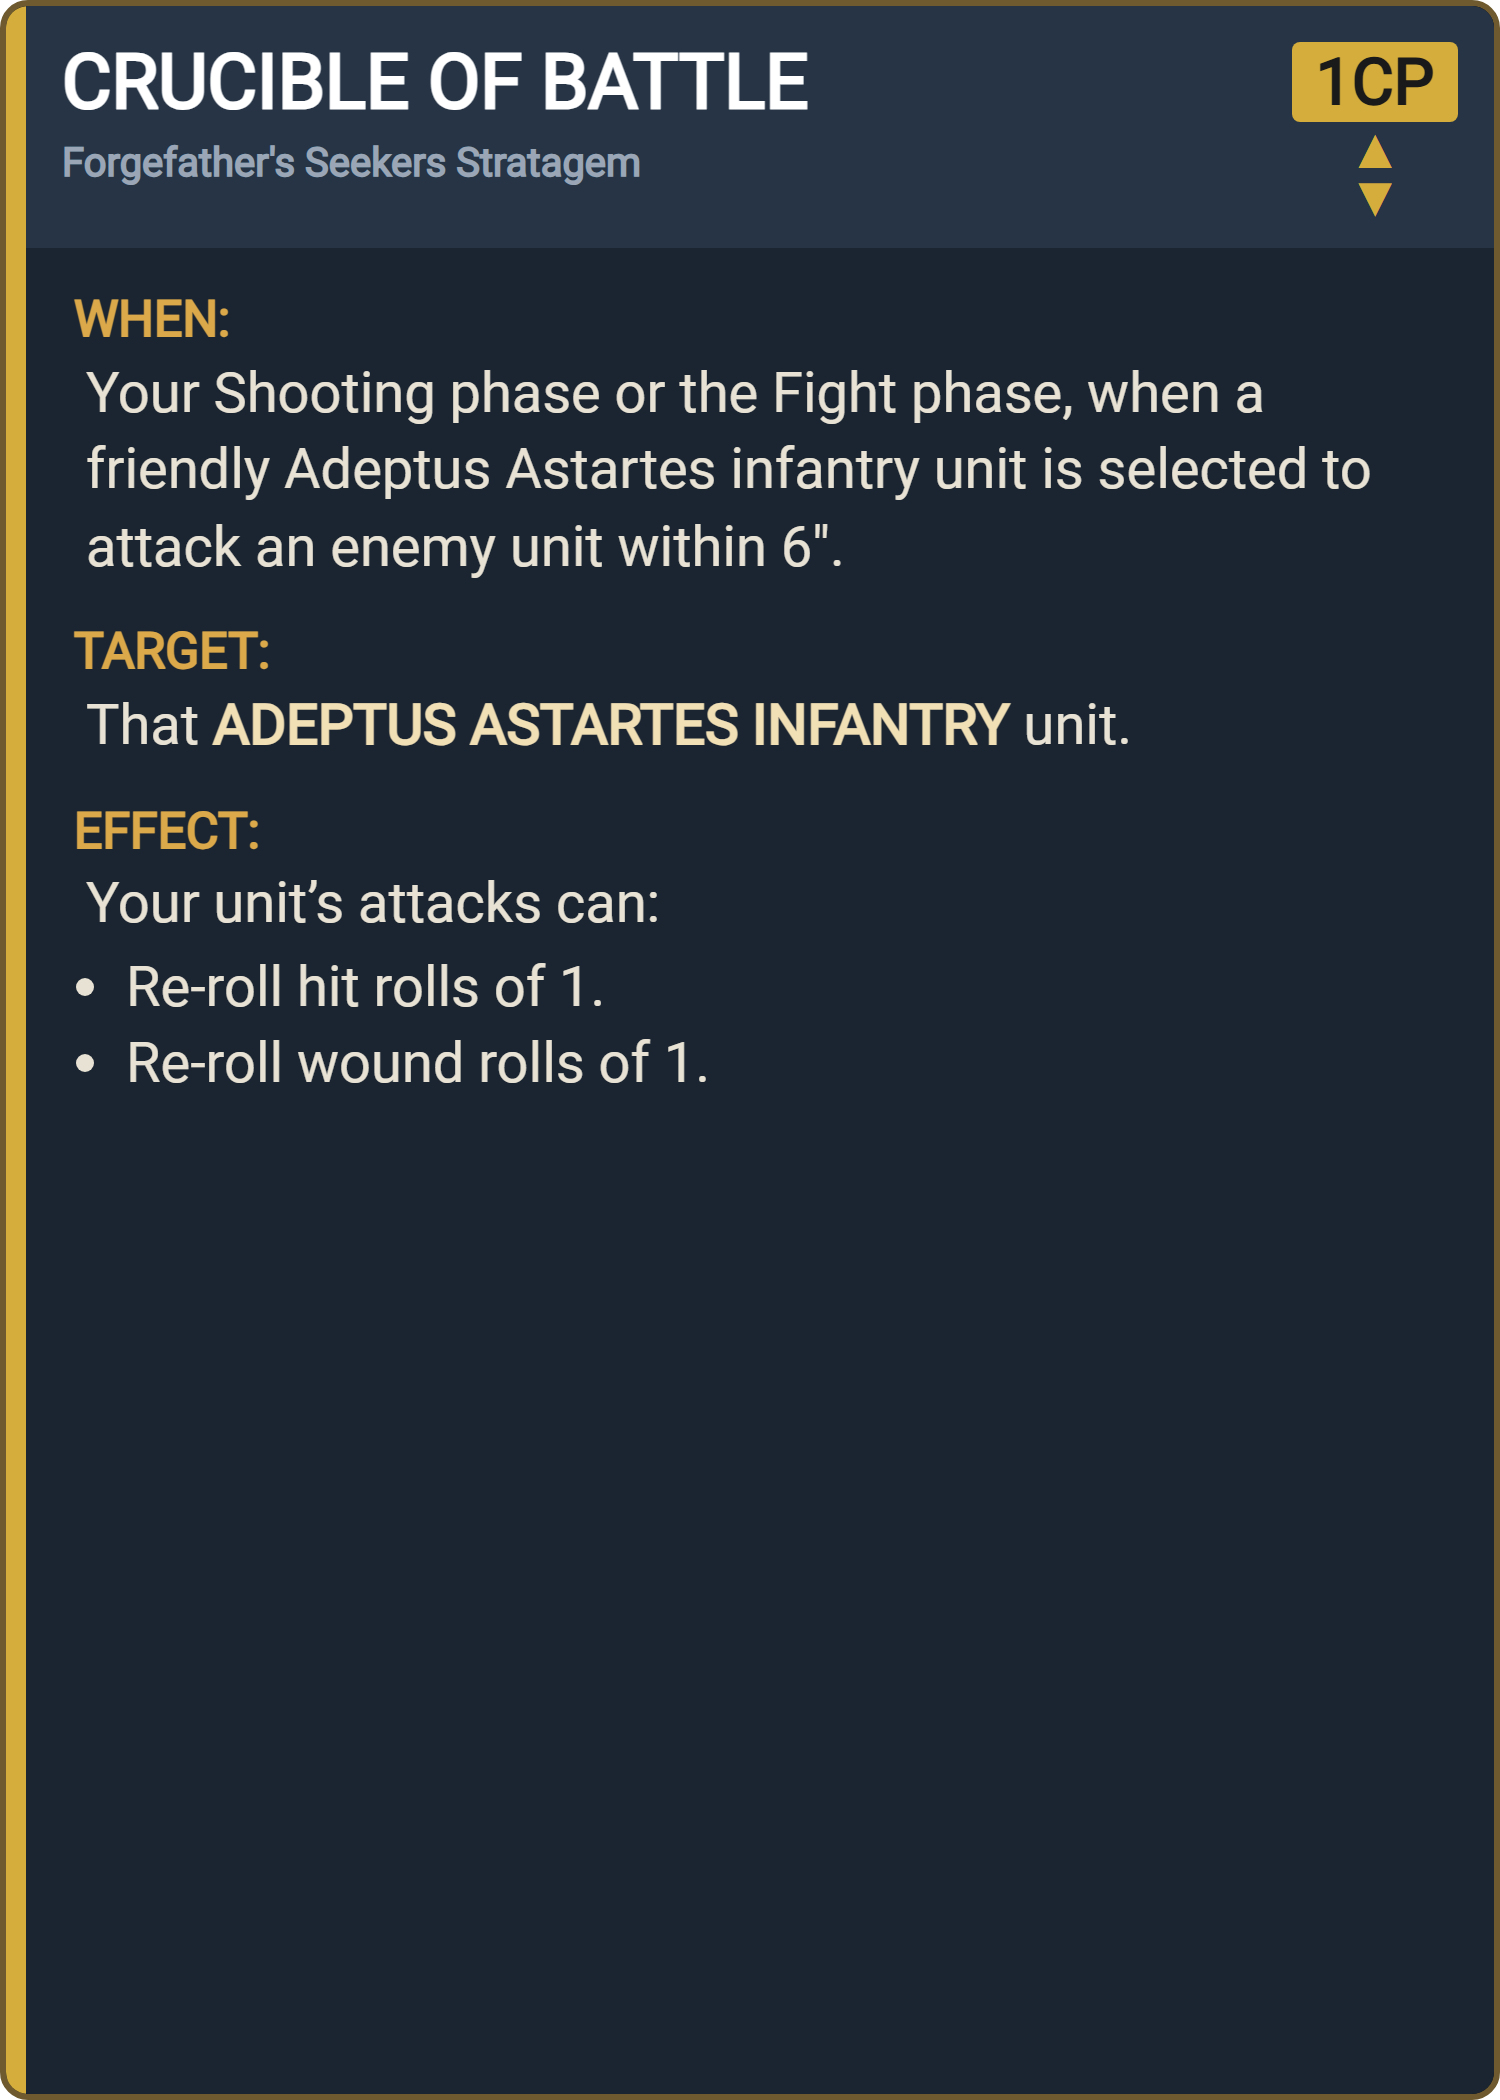 CRUCIBLE OF BATTLE
Forgefather's Seekers Stratagem
1CP
WHEN:
Your Shooting phase or the Fight phase, when a
friendly Adeptus Astartes infantry unit is selected to
attack an enemy unit within 6".
TARGET:
That ADEPTUS ASTARTES INFANTRY unit.
EFFECT:
Your unit’s attacks can:
• Re-roll hit rolls of 1.
• Re-roll wound rolls of 1.